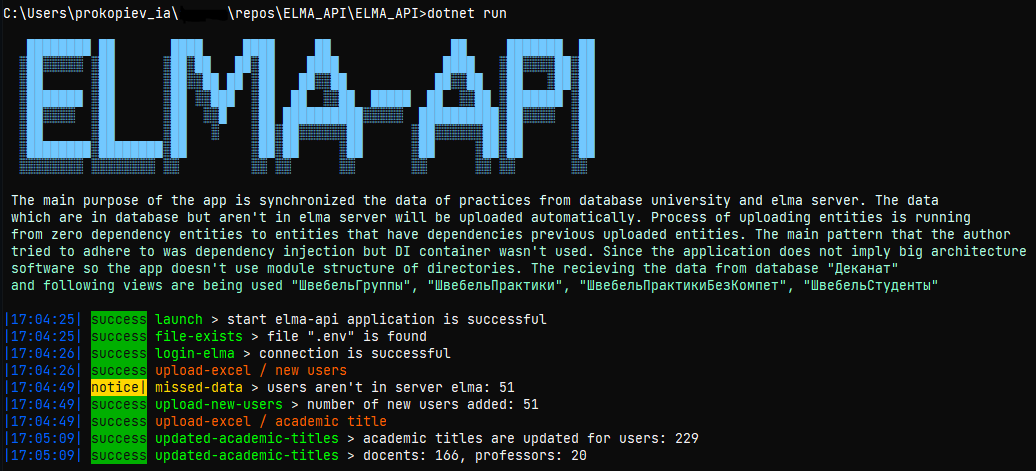 C:\Users\prokopiev_ia\ \repos\ELMA_API\ELMA_API>dotnet run
ELMA-API
The main purpose of the app is synchronized the data of practices from database university and elma server. The data
which are in database but aren't in elma server will be uploaded automatically. Process of uploading entities is running
from zero dependency entities to entities that have dependencies previous uploaded entities. The main pattern that the author
tried to adhere to was dependency injection but DI container wasn't used. Since the application does not imply big architecture
software so the app doesn't use module structure of directories. The recieving the data from database "Деканат"
and following views are being used "ШвебельГруппы", "ШвебельПрактики", "ШвебельПрактикиБезКомпет", "ШвебельСтуденты"
|17:04:25| success launch > start elma-api application is successful
|17:04:25| success file-exists > file ".env" is found
|17:04:26| success login-elma > connection is successful
|17:04:26| success upload-excel / new users
|17:04:49| notice| missed-data > users aren't in server elma: 51
|17:04:49| success upload-new-users > number of new users added: 51
|17:04:49| success upload-excel / academic title
|17:05:09| success updated-academic-titles > academic titles are updated for users: 229
|17:05:09| success updated-academic-titles > docents: 166, professors: 20